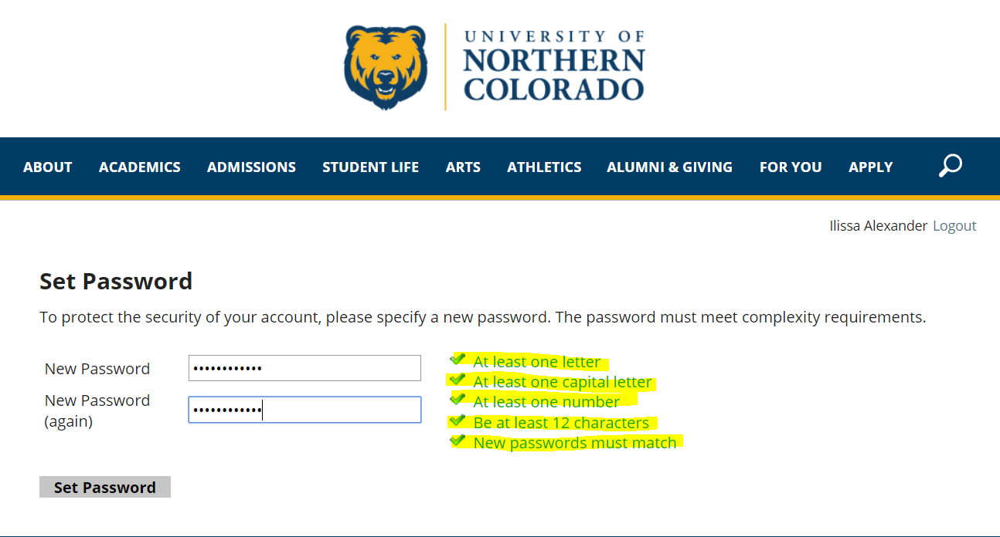 UNIVERSITY OF
NORTHERN
COLORADO
ABOUT ACADEMICS ADMISSIONS STUDENT LIFE ARTS ATHLETICS ALUMNI & GIVING FOR YOU APPLY
Ilissa Alexander Logout
Set Password
To protect the security of your account, please specify a new password. The password must meet complexity requirements.
New Password ••••••••••••
New Password
(again) ••••••••••••
At least one letter
At least one capital letter
At least one number
Be at least 12 characters
New passwords must match
Set Password